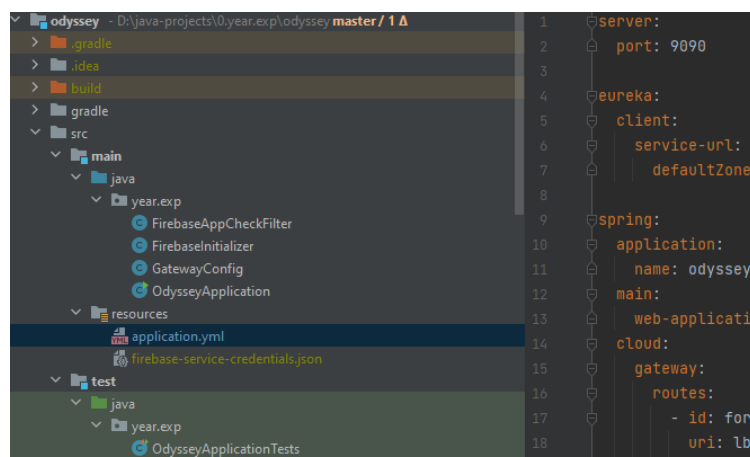 odyssey - D:\java-projects\0.year.exp\odyssey master / 1 Δ
.gradle
.idea
build
gradle
src
main
java
year.exp
FirebaseAppCheckFilter
FirebaseInitializer
GatewayConfig
OdysseyApplication
resources
application.yml
firebase-service-credentials.json
test
java
year.exp
OdysseyApplicationTests
1 server:
2 port: 9090
3
4 eureka:
5 client:
6 service-url:
7 defaultZone
8
9 spring:
10 application:
11 name: odyssey
12 main:
13 web-applicati
14 cloud:
15 gateway:
16 routes:
17 - id: for
18 uri: lb